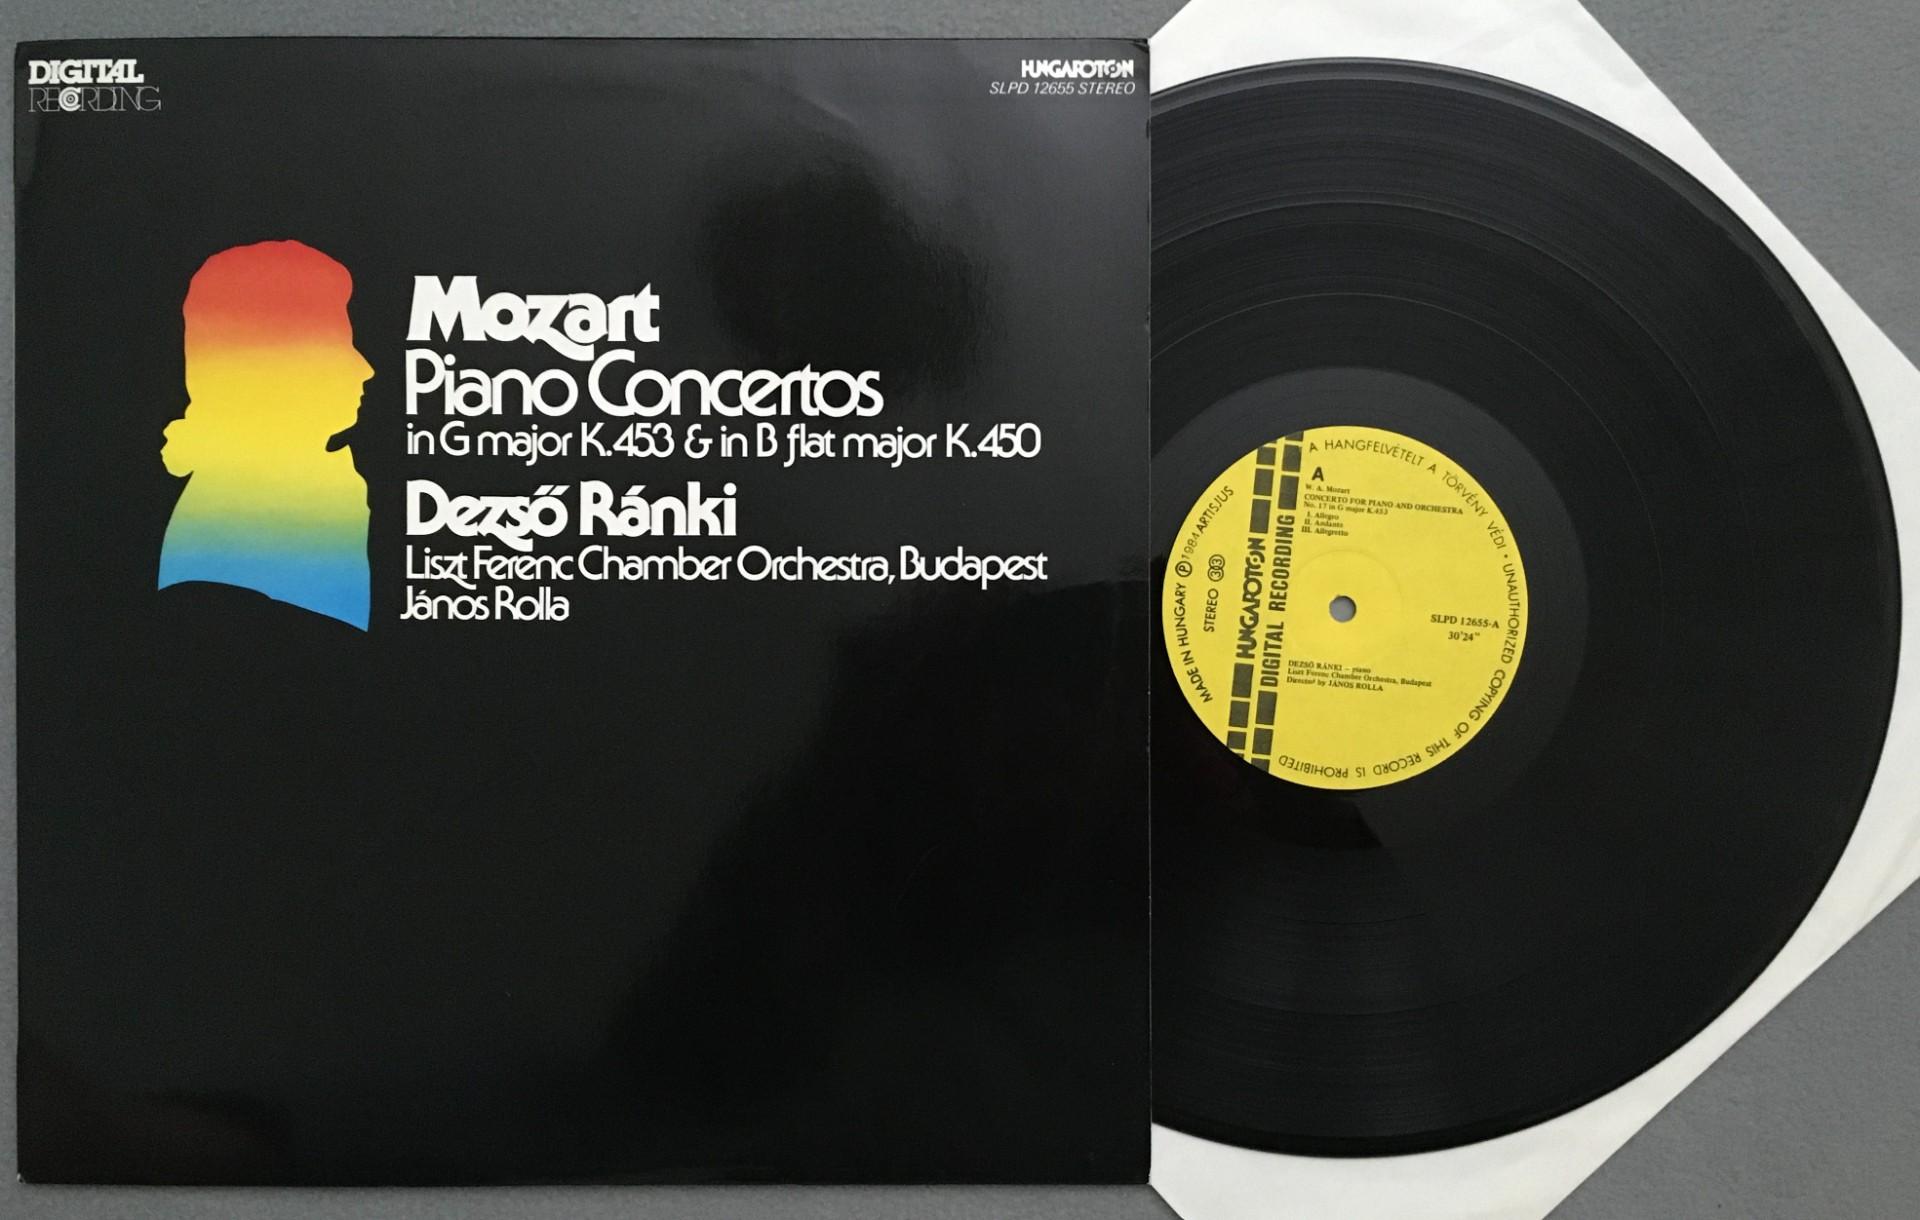 DIGITAL
RECORDING
HUNGAROTON
SLPD 12655 STEREO
Mozart
Piano Concertos
in G major K.453 & in B flat major K.450
Dezső Ránki
Liszt Ferenc Chamber Orchestra, Budapest
János Rolla
A HANGFELVÉTELT A TÖRVÉNY VÉDI • UNAUTHORIZED COPYING OF THIS RECORD IS PROHIBITED
MADE IN HUNGARY Ⓟ 1984 ARTISJUS
STEREO 33
HUNGAROTON
DIGITAL RECORDING
A
W. A. Mozart
CONCERTO FOR PIANO AND ORCHESTRA
No. 17 in G major K.453
I. Allegro
II. Andante
III. Allegretto
SLPD 12655-A
30'24"
DEZSŐ RÁNKI – piano
Liszt Ferenc Chamber Orchestra, Budapest
Directed by JÁNOS ROLLA